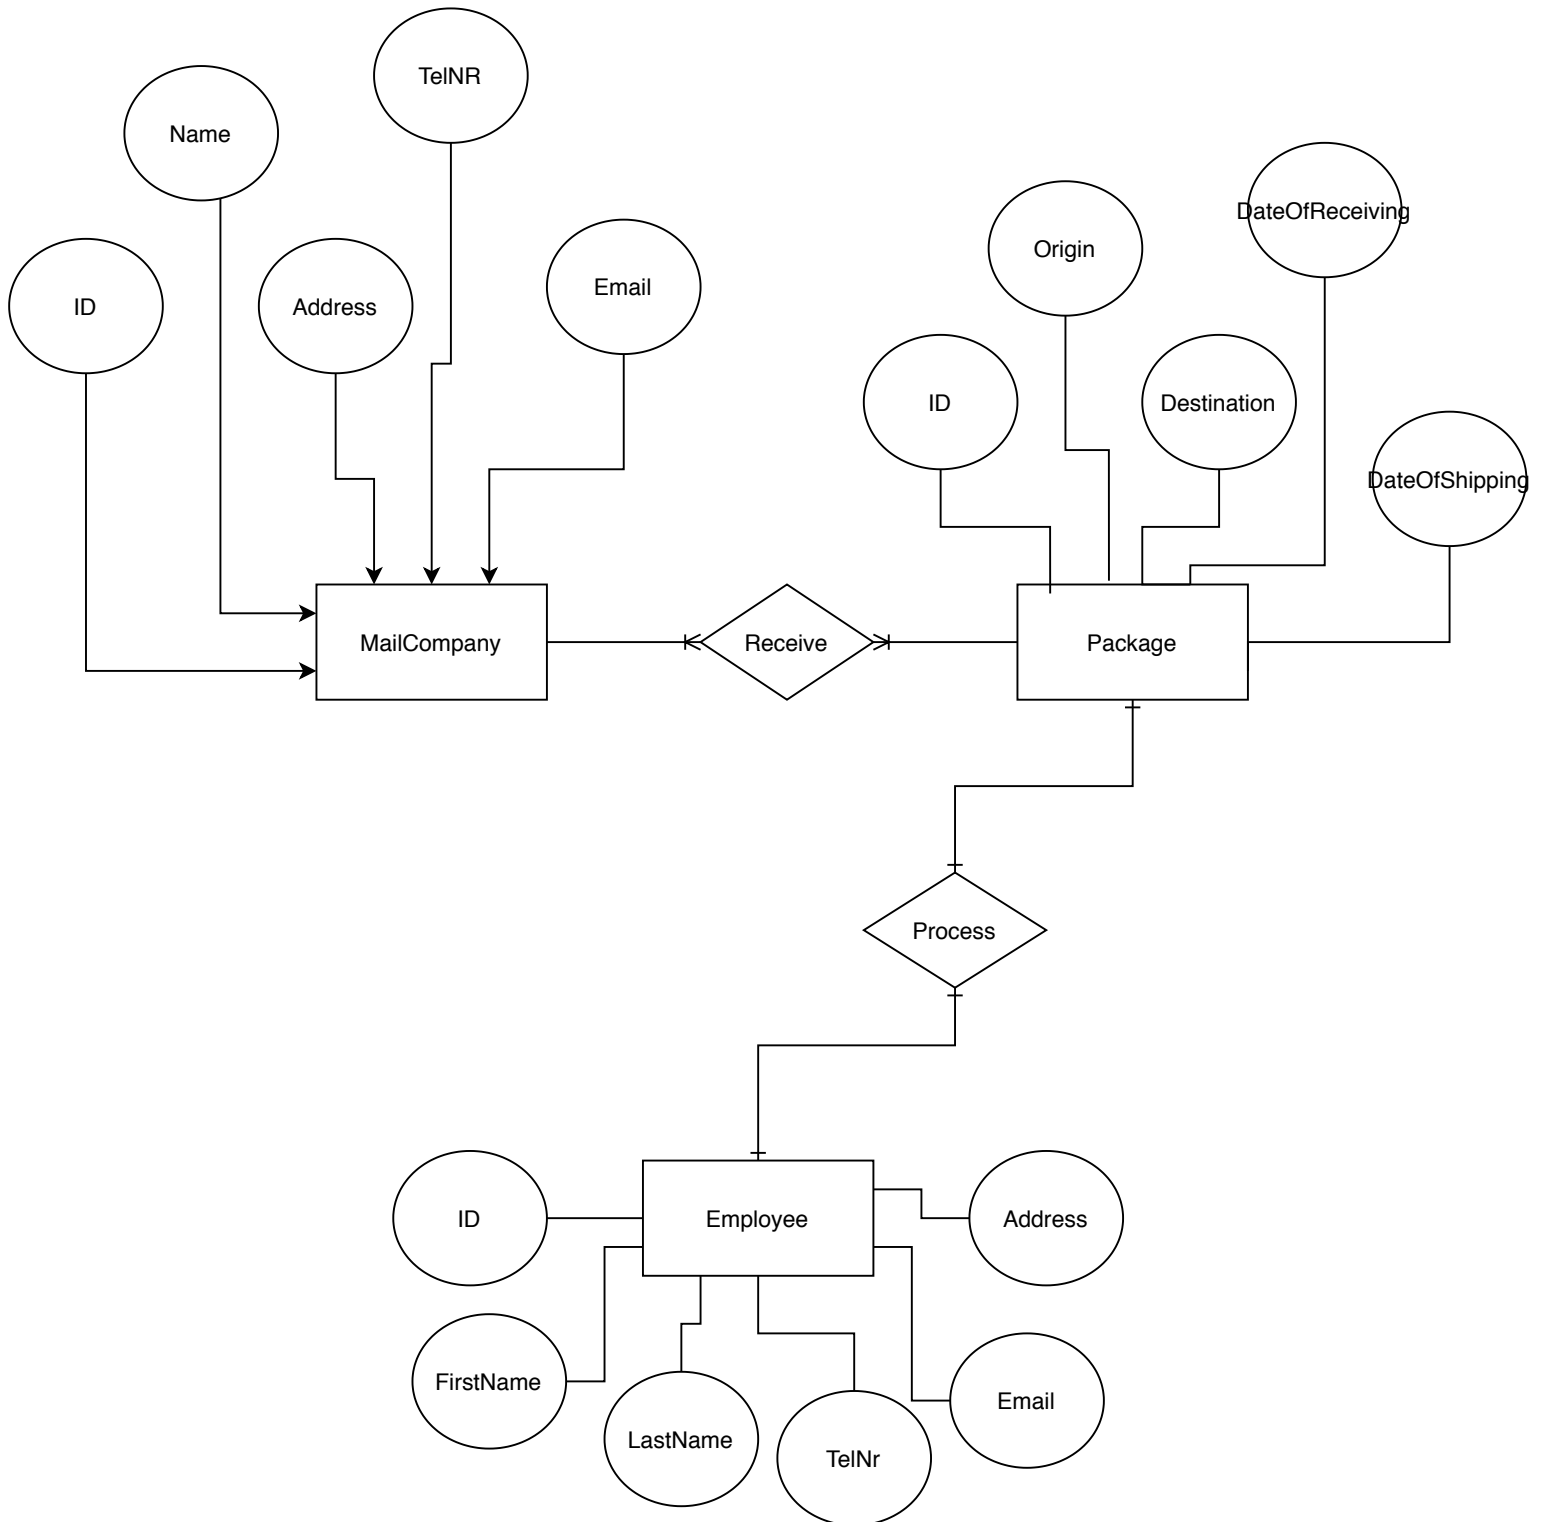 TelNR
Name
DateOfReceiving
Origin
Email
ID
Address
ID
Destination
DateOfShipping
MailCompany
Receive
Package
Process
ID
Employee
Address
FirstName
Email
LastName
TelNr